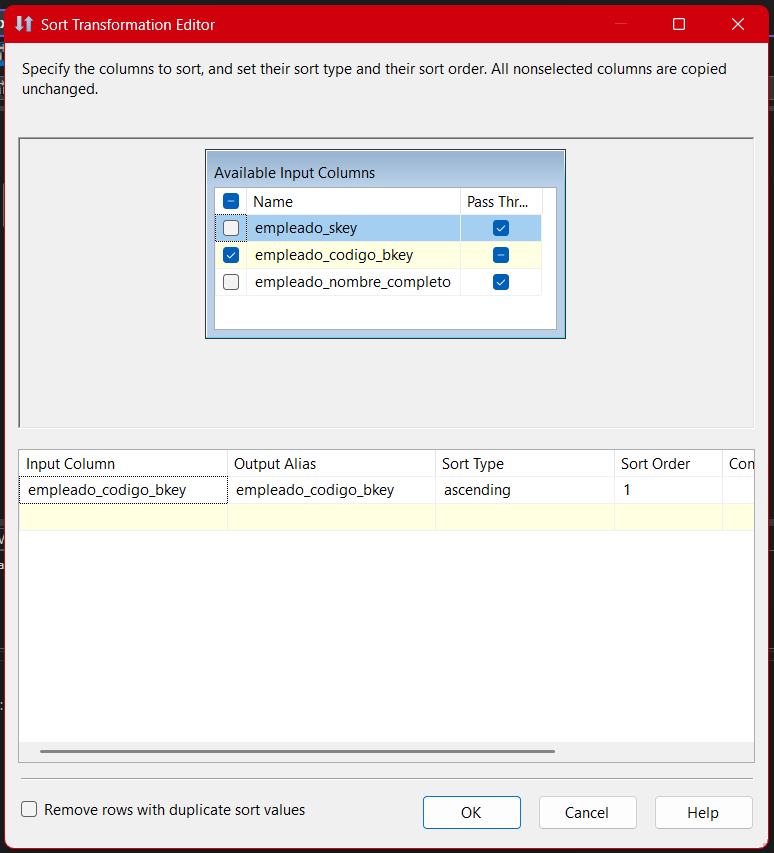 Sort Transformation Editor
Specify the columns to sort, and set their sort type and their sort order. All nonselected columns are copied
unchanged.
Available Input Columns
Name Pass Thr...
empleado_skey
empleado_codigo_bkey
empleado_nombre_completo
Input Column Output Alias Sort Type Sort Order Con
empleado_codigo_bkey empleado_codigo_bkey ascending 1
Remove rows with duplicate sort values
OK Cancel Help